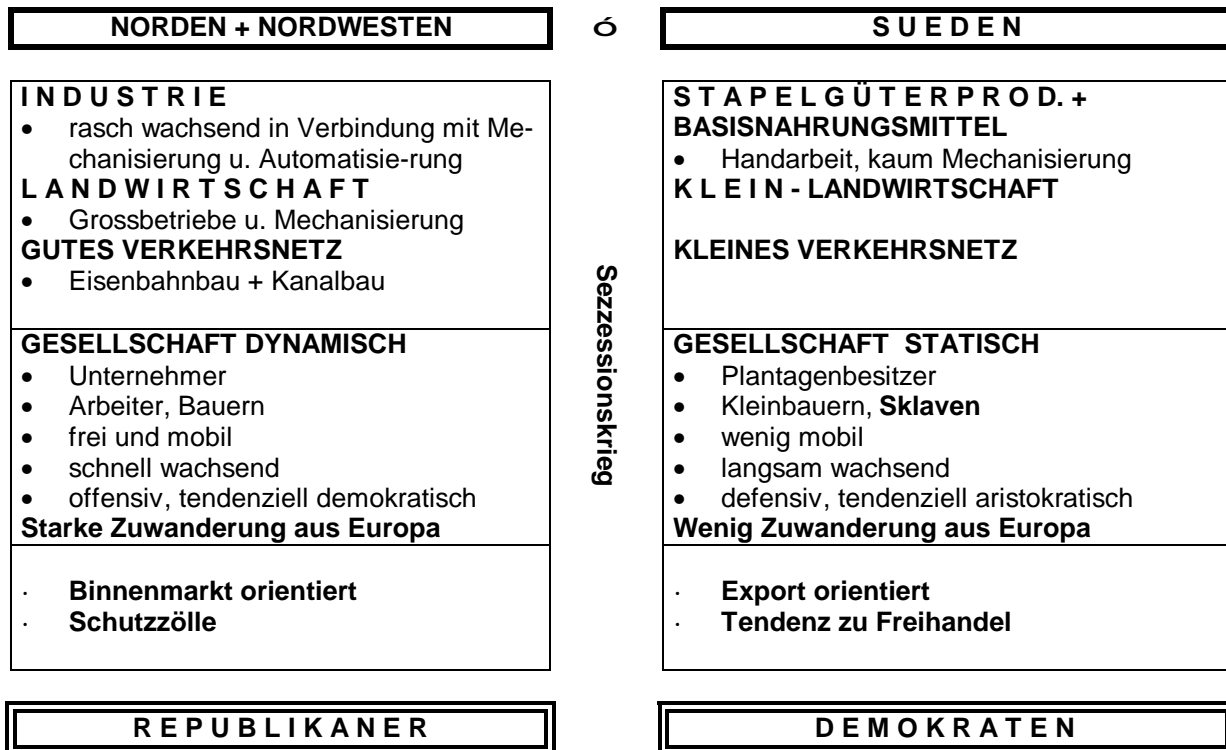 NORDEN + NORDWESTEN
I N D U S T R I E
• rasch wachsend in Verbindung mit Me-
chanisierung u. Automatisie-rung
L A N D W I R T S C H A F T
• Grossbetriebe u. Mechanisierung
GUTES VERKEHRSNETZ
• Eisenbahnbau + Kanalbau
GESELLSCHAFT DYNAMISCH
• Unternehmer
• Arbeiter, Bauern
• frei und mobil
• schnell wachsend
• offensiv, tendenziell demokratisch
Starke Zuwanderung aus Europa
· Binnenmarkt orientiert
· Schutzzölle
R E P U B L I K A N E R
ó
Sezzessionskrieg
S U E D E N
S T A P E L G Ü T E R P R O D. +
BASISNAHRUNGSMITTEL
• Handarbeit, kaum Mechanisierung
K L E I N - LANDWIRTSCHAFT
KLEINES VERKEHRSNETZ
GESELLSCHAFT STATISCH
• Plantagenbesitzer
• Kleinbauern, Sklaven
• wenig mobil
• langsam wachsend
• defensiv, tendenziell aristokratisch
Wenig Zuwanderung aus Europa
· Export orientiert
· Tendenz zu Freihandel
D E M O K R A T E N